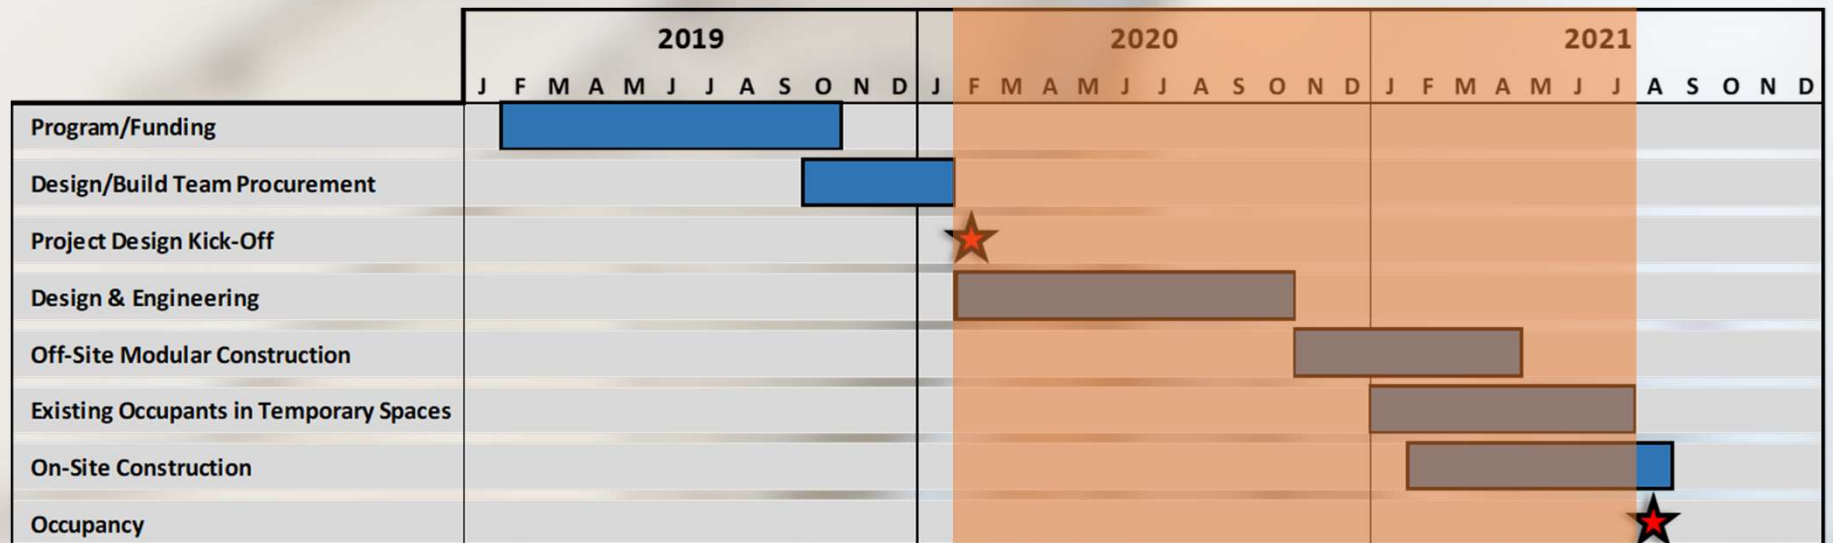 2019 2020 2021
J F M A M J J A S O N D J F M A M J J A S O N D J F M A M J J A S O N D
Program/Funding
Design/Build Team Procurement
Project Design Kick-Off
Design & Engineering
Off-Site Modular Construction
Existing Occupants in Temporary Spaces
On-Site Construction
Occupancy